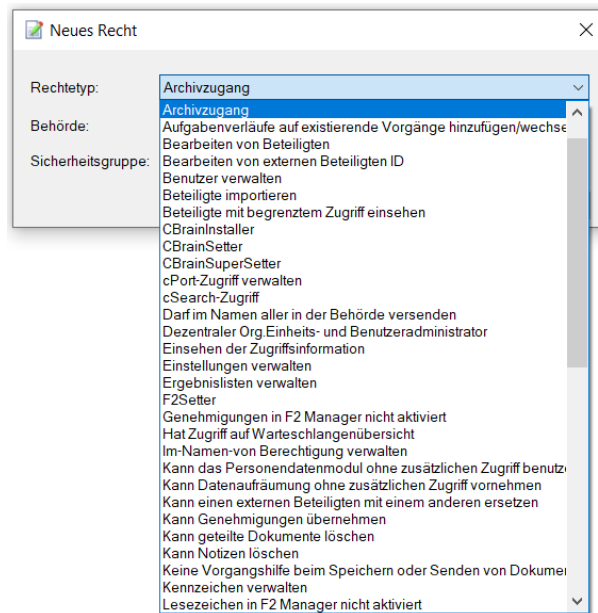 Neues Recht
Rechtetyp:
Archivzugang
Behörde:
Sicherheitsgruppe:
Archivzugang
Aufgabenverläufe auf existierende Vorgänge hinzufügen/wechse
Bearbeiten von Beteiligten
Bearbeiten von externen Beteiligten ID
Benutzer verwalten
Beteiligte importieren
Beteiligte mit begrenztem Zugriff einsehen
CBrainInstaller
CBrainSetter
CBrainSuperSetter
cPort-Zugriff verwalten
cSearch-Zugriff
Darf im Namen aller in der Behörde versenden
Dezentraler Org.Einheits- und Benutzeradministrator
Einsehen der Zugriffsinformation
Einstellungen verwalten
Ergebnislisten verwalten
F2Setter
Genehmigungen in F2 Manager nicht aktiviert
Hat Zugriff auf Warteschlangenübersicht
Im-Namen-von Berechtigung verwalten
Kann das Personendatenmodul ohne zusätzlichen Zugriff benutz
Kann Datenaufräumung ohne zusätzlichen Zugriff vornehmen
Kann einen externen Beteiligten mit einem anderen ersetzen
Kann Genehmigungen übernehmen
Kann geteilte Dokumente löschen
Kann Notizen löschen
Keine Vorgangshilfe beim Speichern oder Senden von Dokumer
Kennzeichen verwalten
Lesezeichen in F2 Manager nicht aktiviert